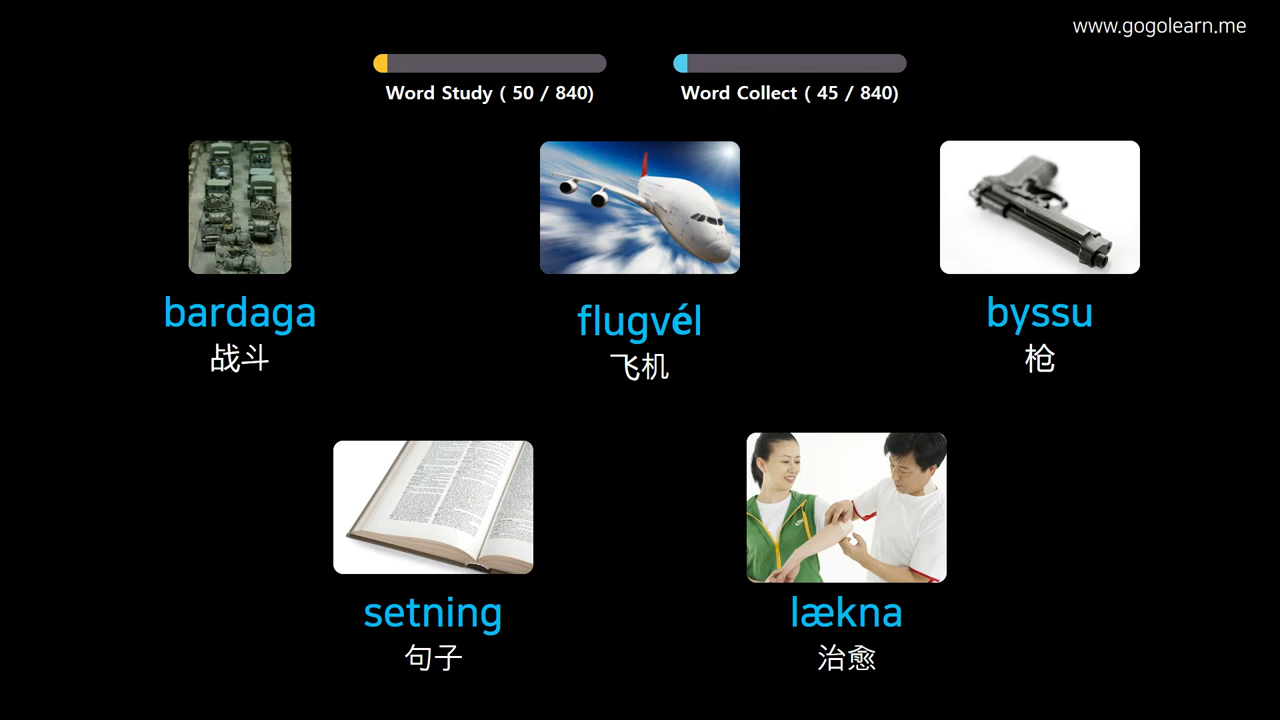 www.gogolearn.me
Word Study ( 50 / 840)
Word Collect ( 45 / 840)
bardaga
战斗
flugvél
飞机
byssu
枪
setning
句子
lækna
治愈